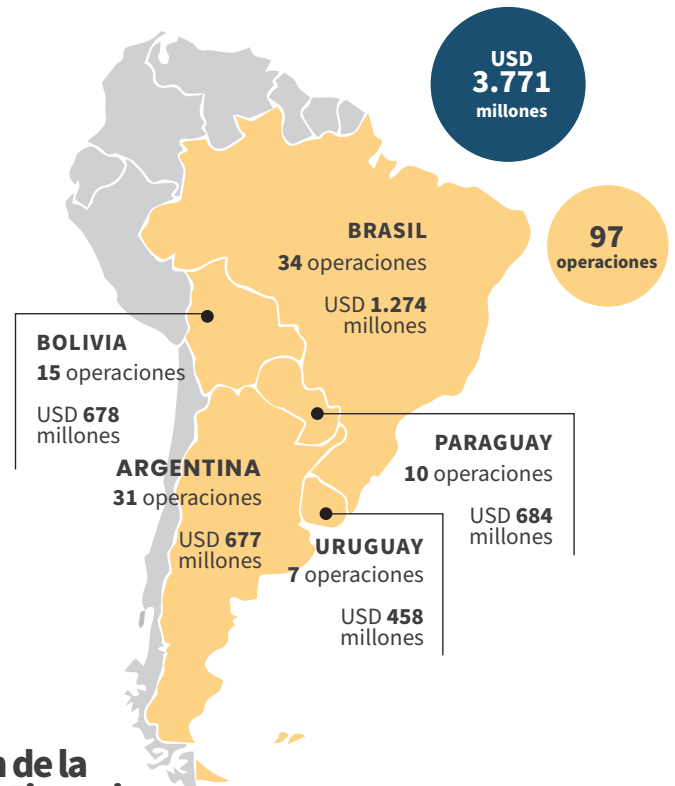 USD
3.771
millones
97
operaciones
BRASIL
34 operaciones
USD 1.274
millones
BOLIVIA
15 operaciones
USD 678
millones
PARAGUAY
10 operaciones
USD 684
millones
ARGENTINA
31 operaciones
USD 677
millones
URUGUAY
7 operaciones
USD 458
millones
de la